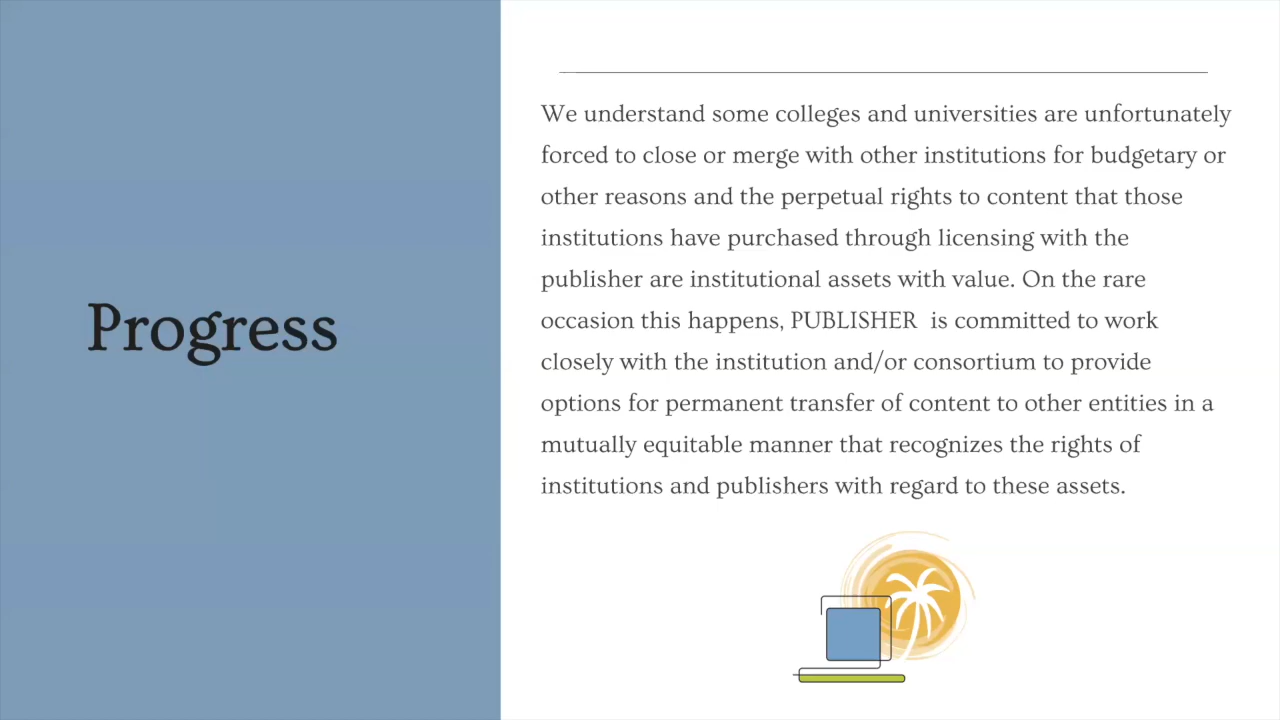 Progress
We understand some colleges and universities are unfortunately
forced to close or merge with other institutions for budgetary or
other reasons and the perpetual rights to content that those
institutions have purchased through licensing with the
publisher are institutional assets with value. On the rare
occasion this happens, PUBLISHER  is committed to work
closely with the institution and/or consortium to provide
options for permanent transfer of content to other entities in a
mutually equitable manner that recognizes the rights of
institutions and publishers with regard to these assets.